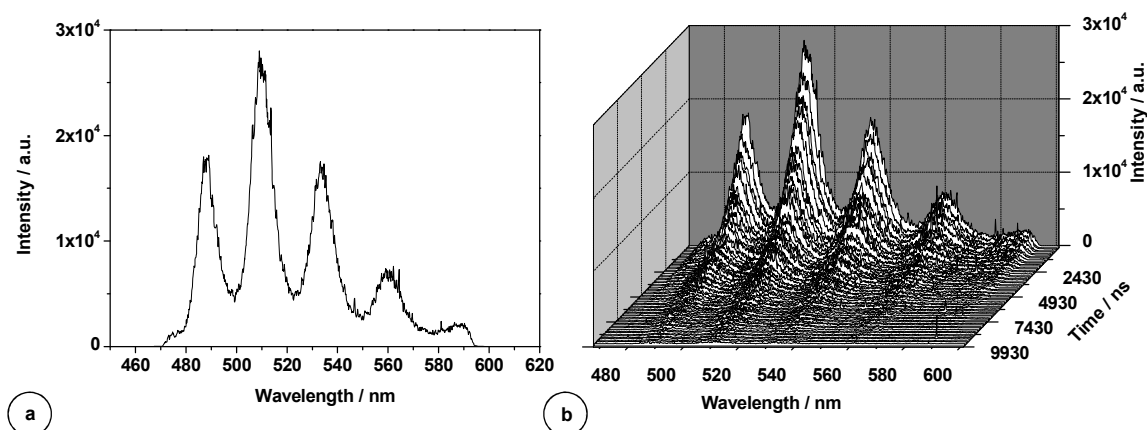 3x10⁴
2x10⁴
1x10⁴
0
Intensity / a.u.
460 480 500 520 540 560 580 600 620
Wavelength / nm
a
3x10⁴
2x10⁴
1x10⁴
0
Intensity / a.u.
2430
4930
7430
9930
Time / ns
480 500 520 540 560 580 600
Wavelength / nm
b